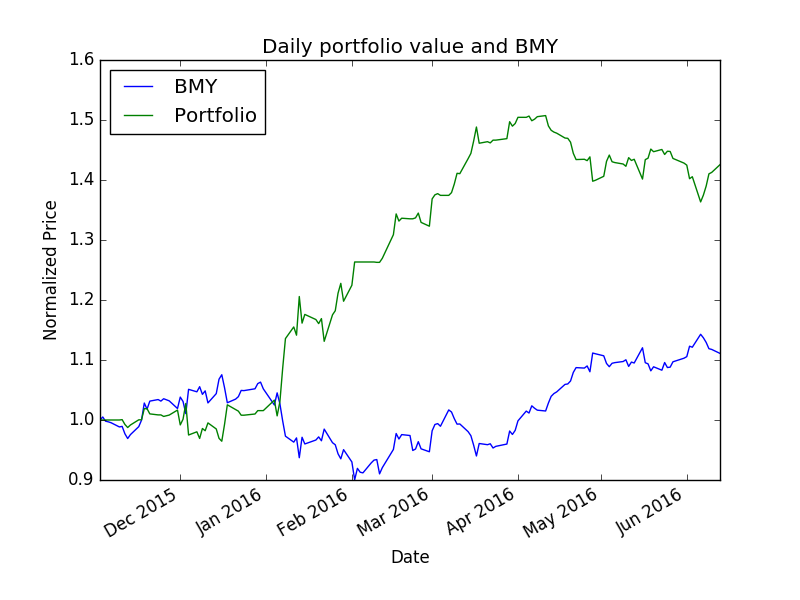 Daily portfolio value and BMY
1.6
1.5
1.4
1.3
1.2
1.1
1.0
0.9
BMY
Portfolio
Normalized Price
Dec 2015
Jan 2016
Feb 2016
Mar 2016
Apr 2016
May 2016
Jun 2016
Date